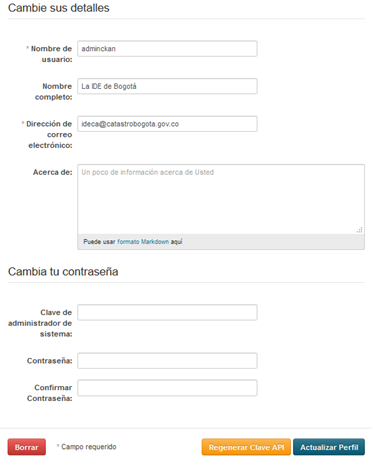 Cambie sus detalles
* Nombre de
usuario:
adminckan
Nombre
completo:
La IDE de Bogotá
* Dirección de
correo
electrónico:
ideca@catastrobogota.gov.co
Acerca de:
Un poco de información acerca de Usted
Puede usar formato Markdown aquí
Cambia tu contraseña
Clave de
administrador de
sistema:
Contraseña:
Confirmar
Contraseña:
Borrar
* Campo requerido
Regenerar Clave API
Actualizar Perfil